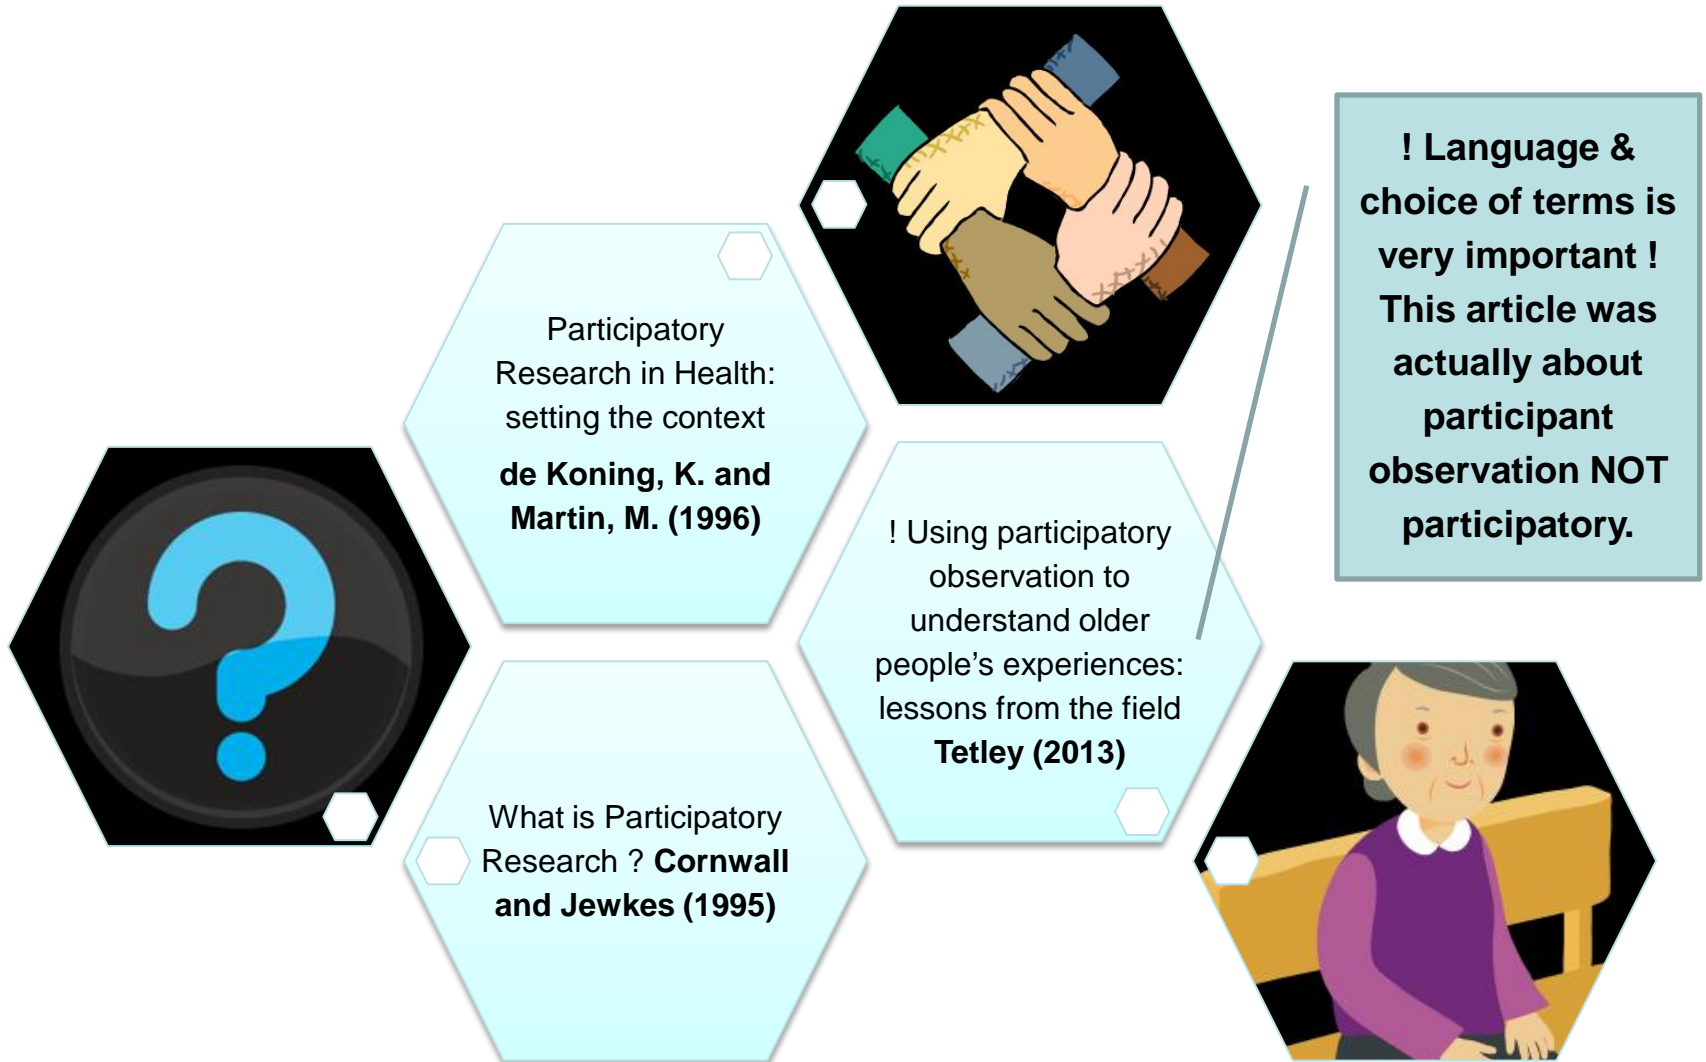 Participatory
Research in Health:
setting the context
de Koning, K. and
Martin, M. (1996)
! Using participatory
observation to
understand older
people’s experiences:
lessons from the field
Tetley (2013)
What is Participatory
Research ? Cornwall
and Jewkes (1995)
! Language &
choice of terms is
very important !
This article was
actually about
participant
observation NOT
participatory.